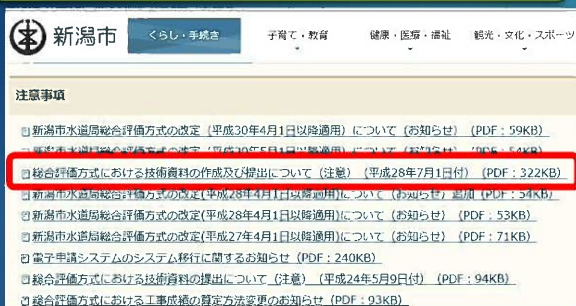 新潟市 くらし・手続き 子育て・教育 健康・医療・福祉 観光・文化・スポーツ
注意事項
新潟市水道局総合評価方式の改定（平成30年4月1日以降適用）について（お知らせ）（PDF：59KB）
総合評価方式における技術資料の作成及び提出について（注意）（平成28年7月1日付）（PDF：322KB）
新潟市水道局総合評価方式の改定(平成28年4月1日以降適用)について（お知らせ）追加（PDF：54KB）
新潟市水道局総合評価方式の改定(平成28年4月1日以降適用)について（お知らせ）（PDF：53KB）
新潟市水道局総合評価方式の改定(平成27年4月1日以降適用)について（お知らせ）（PDF：71KB）
電子申請システムのシステム移行に関するお知らせ（PDF：240KB）
総合評価方式における技術資料の提出について（注意）（平成24年5月9日付）（PDF：94KB）
総合評価方式における工事成績の算定方法変更のお知らせ（PDF：93KB）